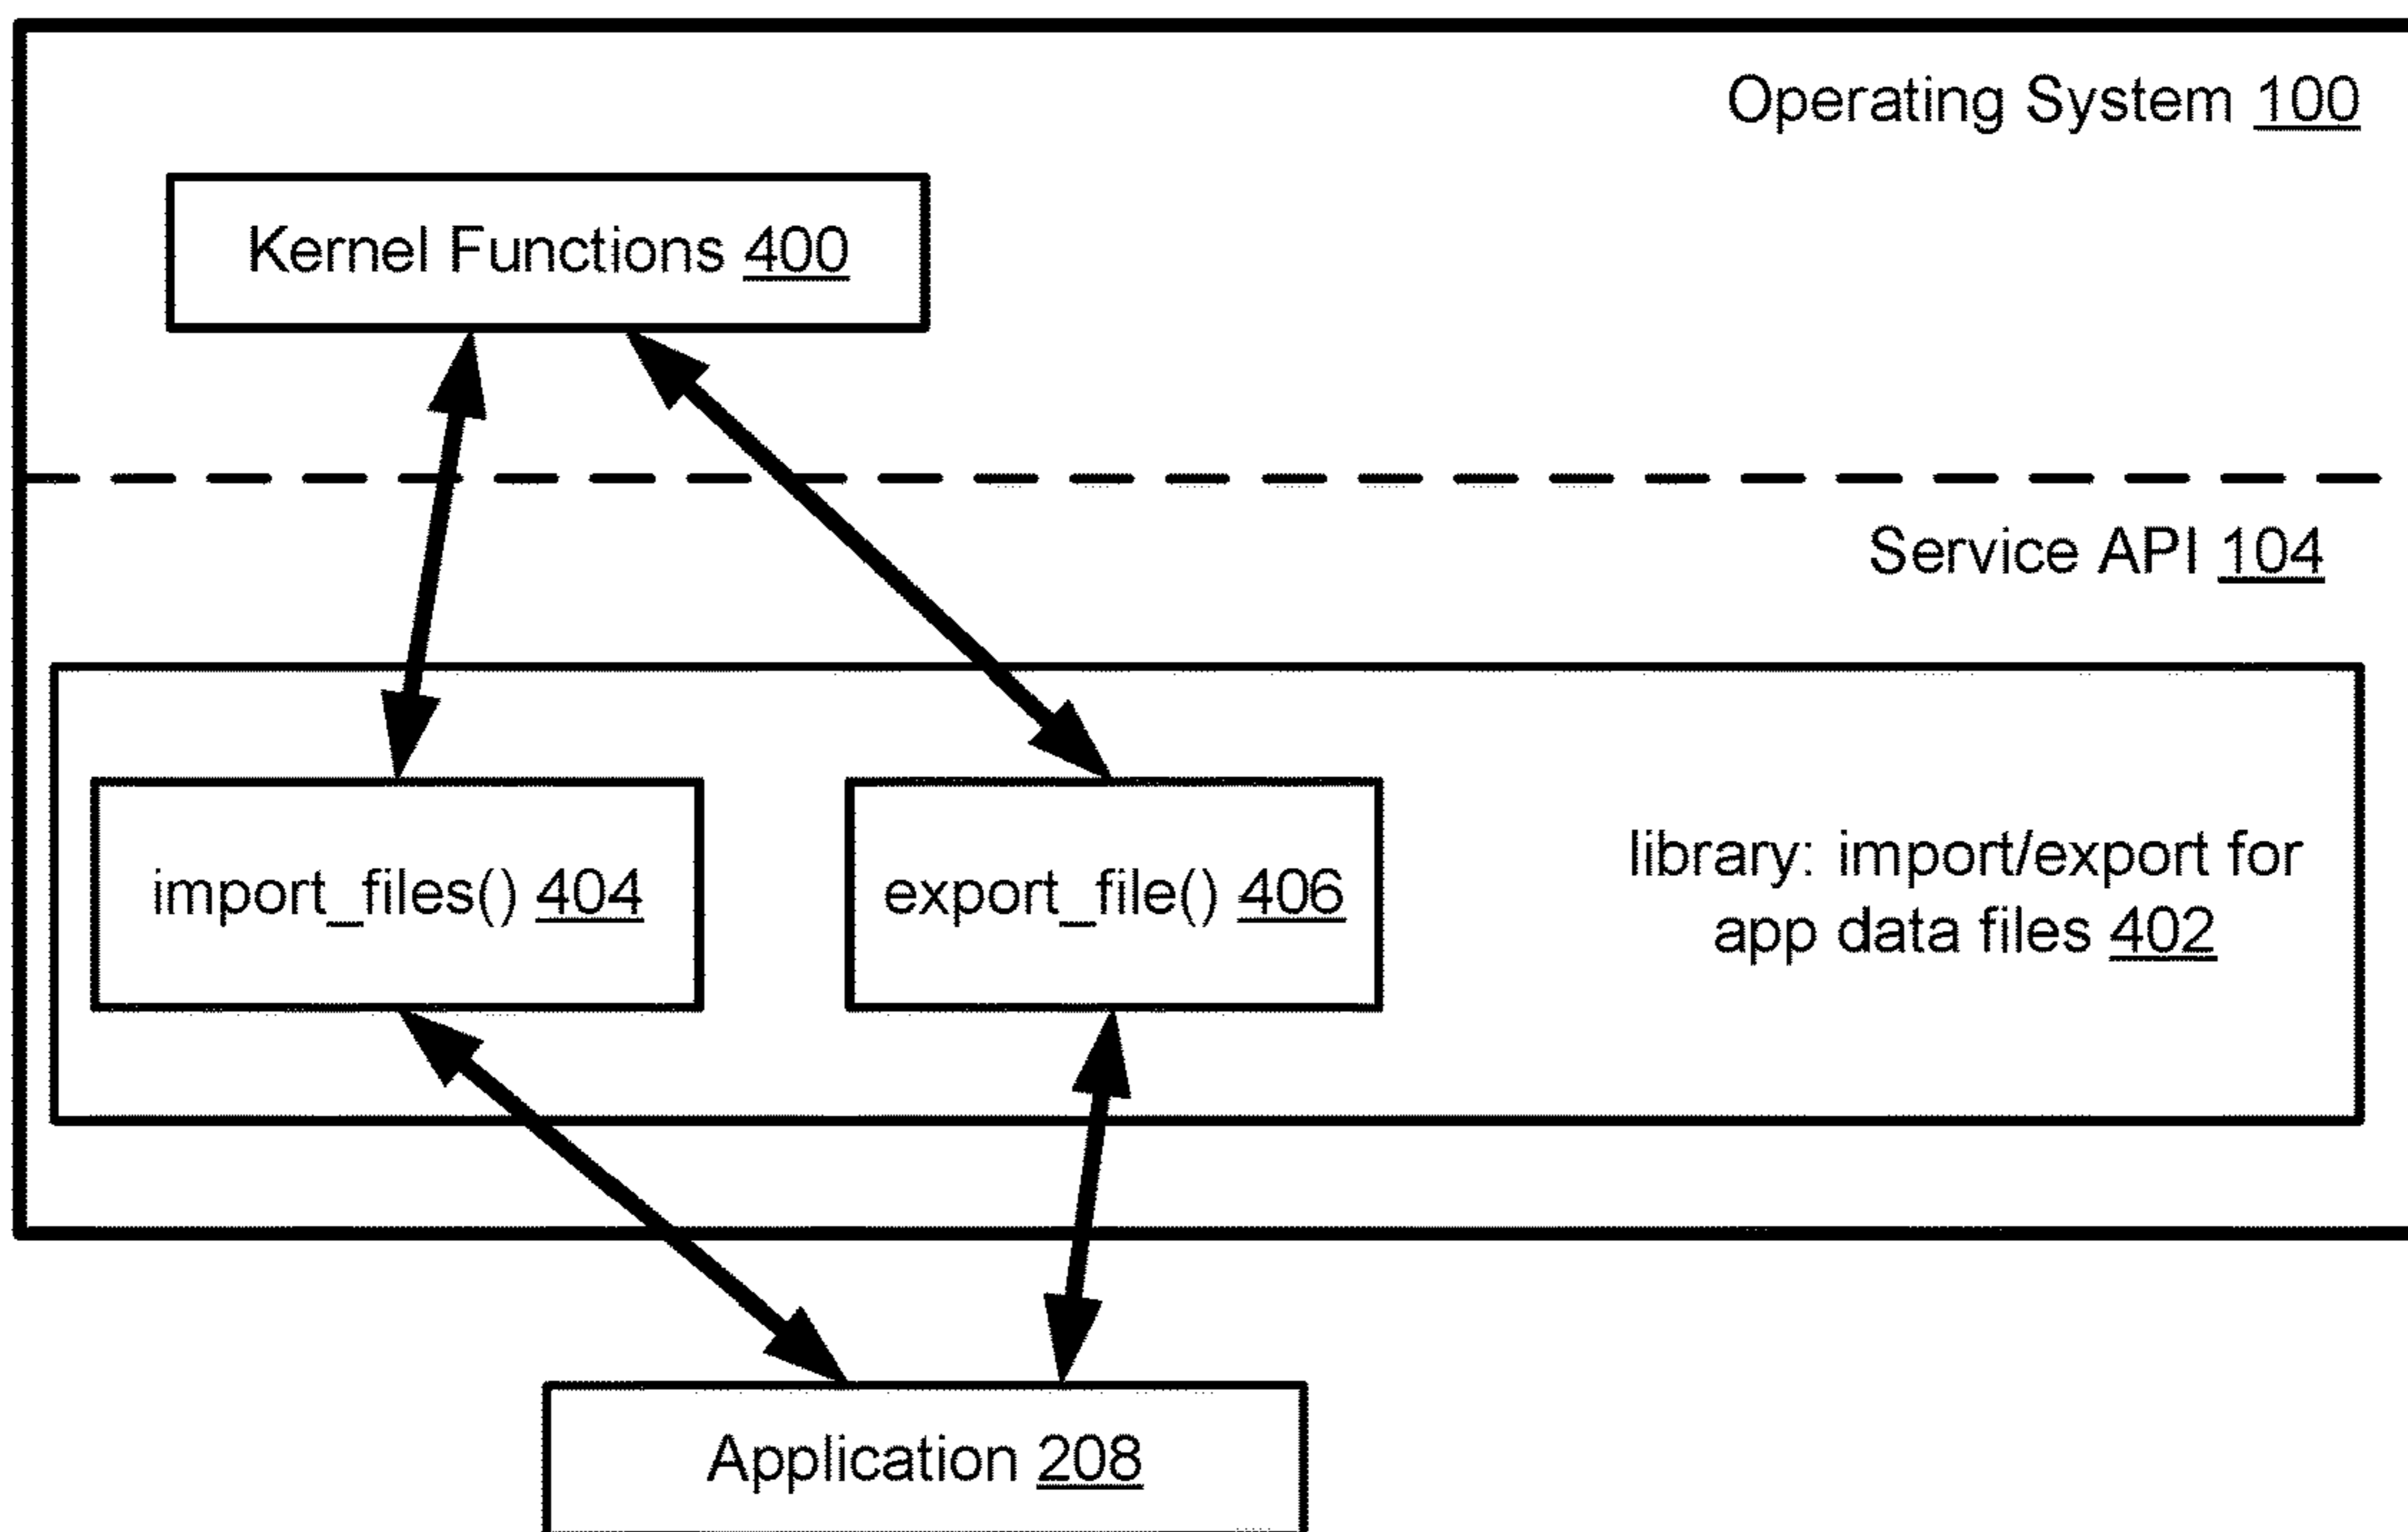 Operating System 100
Kernel Functions 400
Service API 104
import_files() 404
export_file() 406
library: import/export for
app data files 402
Application 208